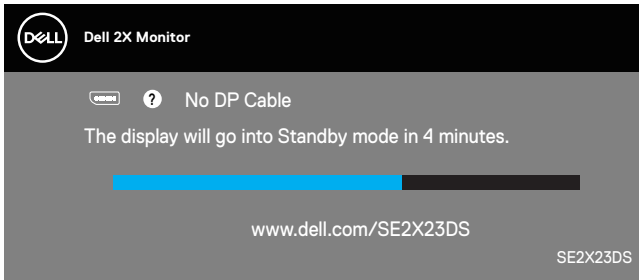 DELL
Dell 2X Monitor
? No DP Cable
The display will go into Standby mode in 4 minutes.
www.dell.com/SE2X23DS
SE2X23DS